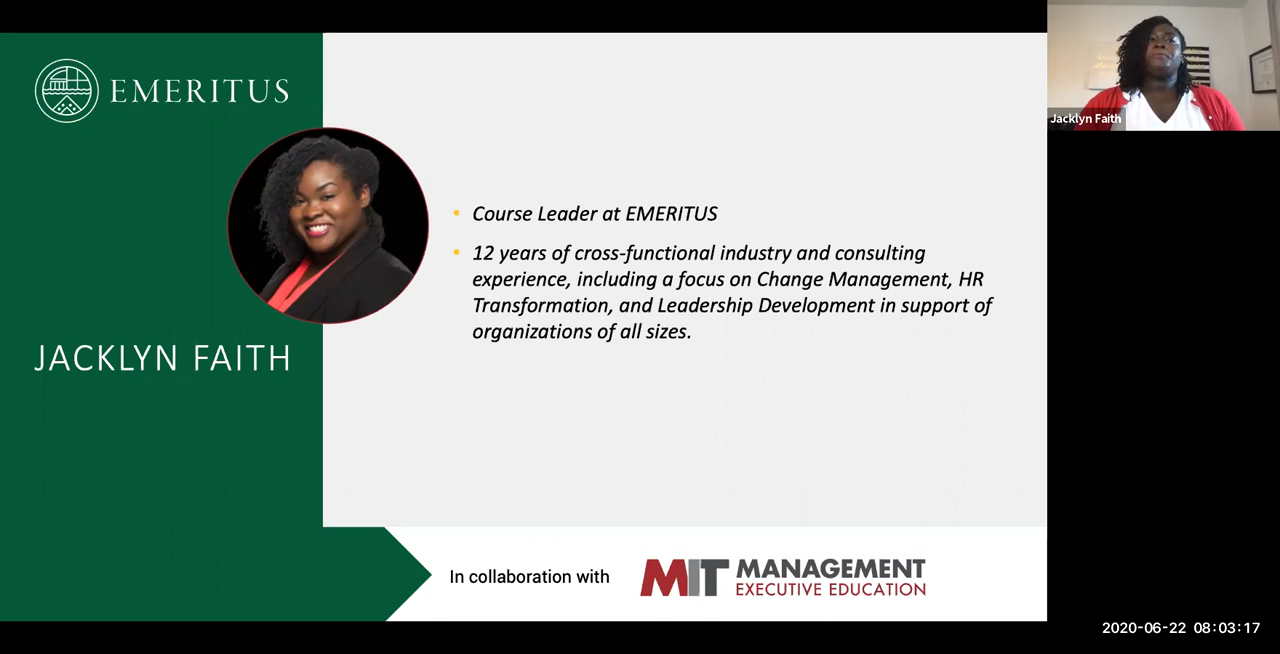 EMERITUS
JACKLYN FAITH
• Course Leader at EMERITUS
• 12 years of cross-functional industry and consulting
experience, including a focus on Change Management, HR
Transformation, and Leadership Development in support of
organizations of all sizes.
In collaboration with
MIT MANAGEMENT
EXECUTIVE EDUCATION
Jacklyn Faith
2020-06-22 08:03:17